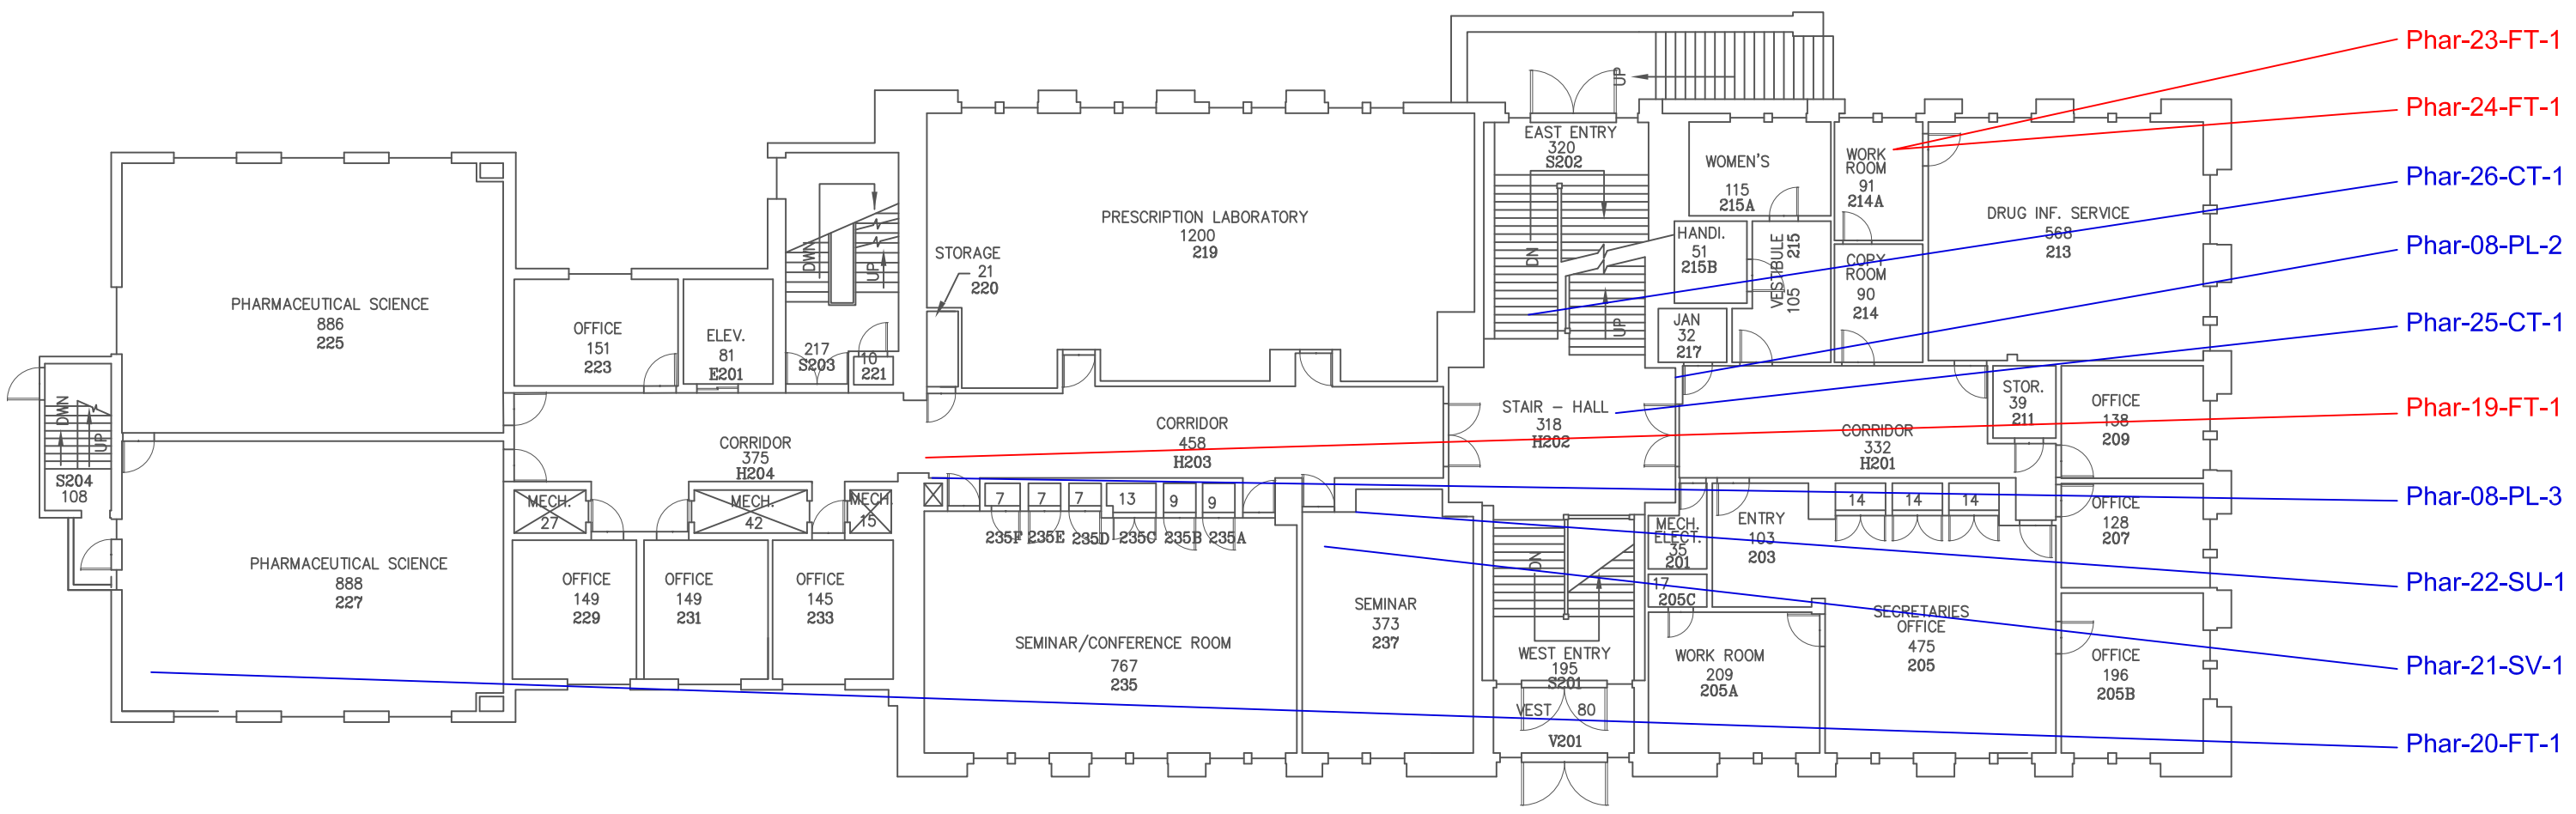 Phar-23-FT-1
Phar-24-FT-1
Phar-26-CT-1
Phar-08-PL-2
Phar-25-CT-1
Phar-19-FT-1
Phar-08-PL-3
Phar-22-SU-1
Phar-21-SV-1
Phar-20-FT-1
PHARMACEUTICAL SCIENCE
886
225
OFFICE
151
223
ELEV.
81
E201
DWN
UP
217
S203
10
221
STORAGE
21
220
PRESCRIPTION LABORATORY
1200
219
EAST ENTRY
320
S202
UP
DN
UP
WOMEN'S
115
215A
HANDI.
51
215B
VESTIBULE
105
215
JAN
32
217
WORK
ROOM
91
214A
COPY
ROOM
90
214
DRUG INF. SERVICE
568
213
DWN
UP
S204
108
CORRIDOR
375
H204
CORRIDOR
458
H203
STAIR – HALL
318
H202
CORRIDOR
332
H201
STOR.
39
211
OFFICE
138
209
PHARMACEUTICAL SCIENCE
888
227
MECH.
27
MECH.
42
MECH.
15
OFFICE
149
229
OFFICE
149
231
OFFICE
145
233
7
7
7
13
9
9
235F
235E
235D
235C
235B
235A
SEMINAR/CONFERENCE ROOM
767
235
SEMINAR
373
237
DN
WEST ENTRY
195
S201
VEST
80
V201
MECH.
ELECT.
35
201
17
205C
ENTRY
103
203
14
14
14
WORK ROOM
209
205A
SECRETARIES
OFFICE
475
205
OFFICE
128
207
OFFICE
196
205B